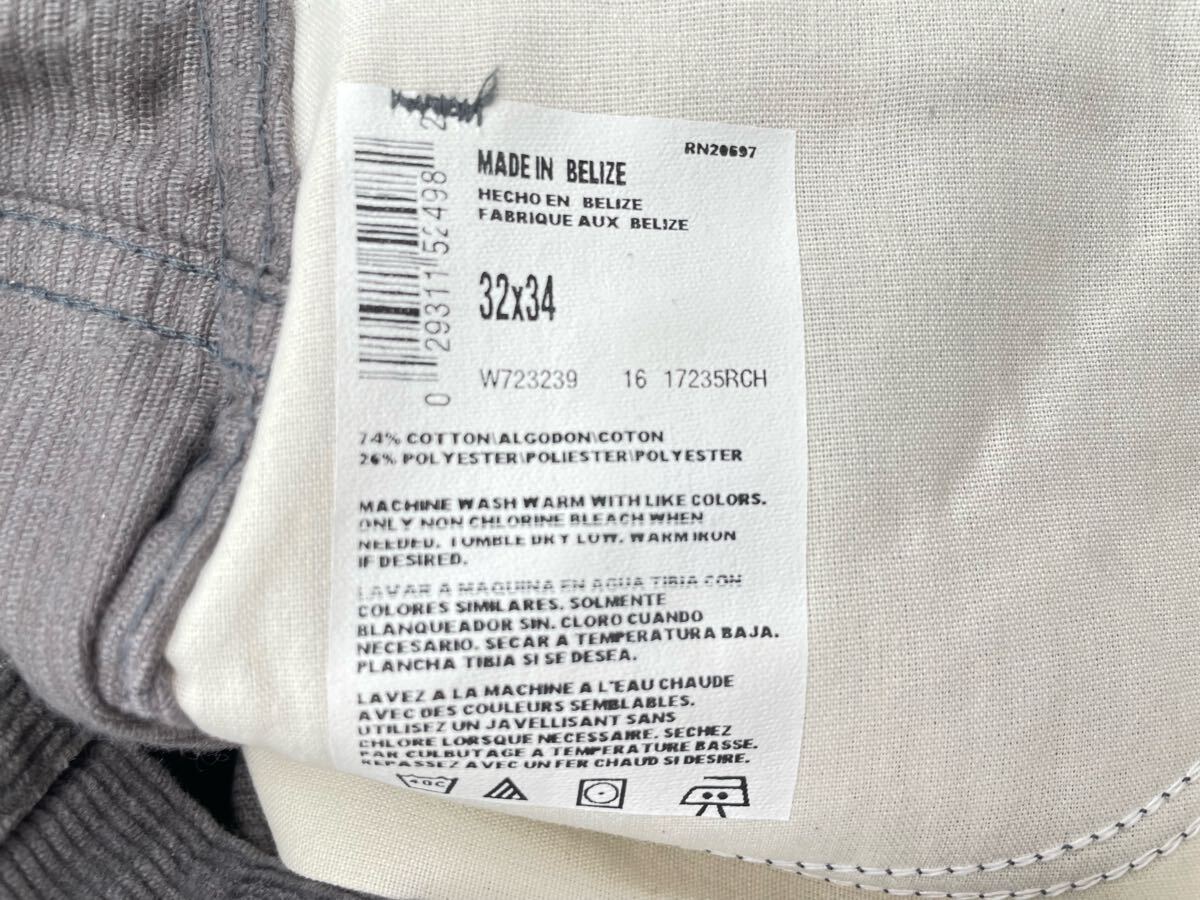 RN20697
MADE IN BELIZE
HECHO EN BELIZE
FABRIQUE AUX BELIZE
0 29311 52498 2
32x34
W723239 16 17235RCH
74% COTTON\ALGODON\COTON
26% POLYESTER\POLIESTER\POLYESTER
MACHINE WASH WARM WITH LIKE COLORS.
ONLY NON CHLORINE BLEACH WHEN
NEEDED. TUMBLE DRY LOW. WARM IRON
IF DESIRED.
LAVAR A MAQUINA EN AGUA TIBIA CON
COLORES SIMILARES. SOLMENTE
BLANQUEADOR SIN. CLORO CUANDO
NECESARIO. SECAR A TEMPERATURA BAJA.
PLANCHA TIBIA SI SE DESEA.
LAVEZ A LA MACHINE A L'EAU CHAUDE
AVEC DES COULEURS SEMBLABLES.
UTILISEZ UN JAVELLISANT SANS
CHLORE LORSQUE NECESSAIRE. SECHEZ
PAR CULBUTAGE A TEMPERATURE BASSE.
REPASSEZ AVEC UN FER CHAUD SI DESIRE.
40C